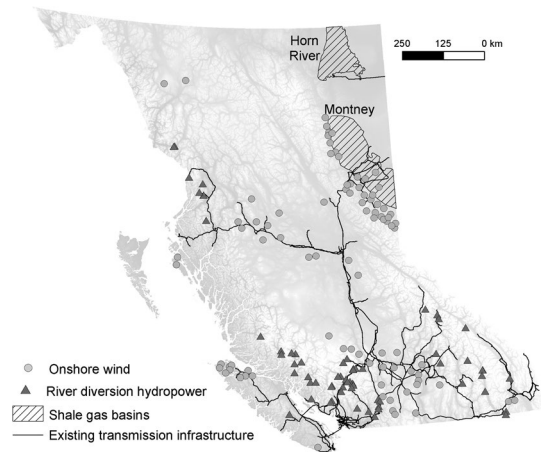 Horn
River
250 125 0 km
Montney
Onshore wind
River diversion hydropower
Shale gas basins
Existing transmission infrastructure